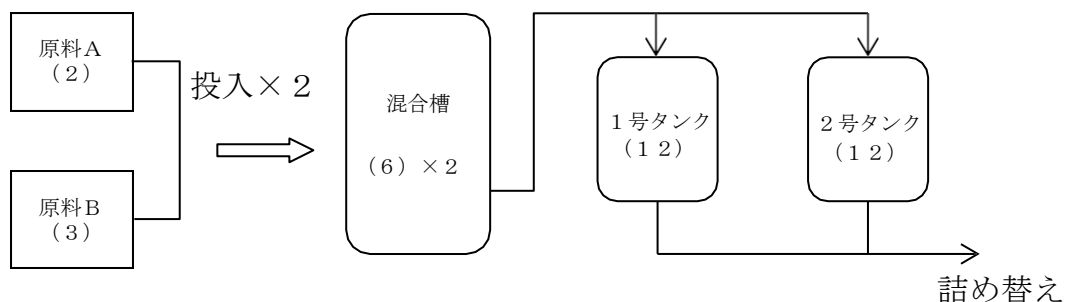 原料A
(2)
投入×2
原料B
(3)
混合槽
(6)×2
1号タンク
(12)
2号タンク
(12)
詰め替え